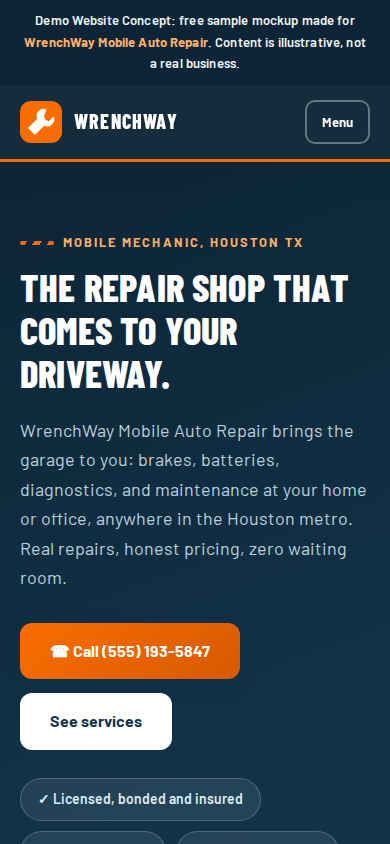 Demo Website Concept: free sample mockup made for
WrenchWay Mobile Auto Repair. Content is illustrative, not
a real business.
WRENCHWAY
Menu
MOBILE MECHANIC, HOUSTON TX
THE REPAIR SHOP THAT
COMES TO YOUR
DRIVEWAY.
WrenchWay Mobile Auto Repair brings the
garage to you: brakes, batteries,
diagnostics, and maintenance at your home
or office, anywhere in the Houston metro.
Real repairs, honest pricing, zero waiting
room.
☎ Call (555) 193-5847
See services
✓ Licensed, bonded and insured